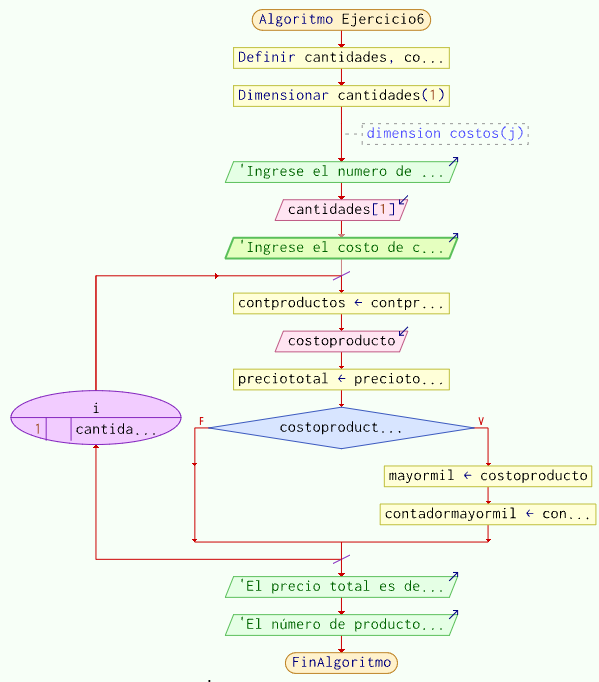 Algoritmo Ejercicio6
Definir cantidades, co...
Dimensionar cantidades(1)
dimension costos(j)
'Ingrese el numero de ...
cantidades[1]
'Ingrese el costo de c...
contproductos ← contpr...
costoproducto
preciototal ← precioto...
i
1 cantida...
F
costoproduct...
V
mayormil ← costoproducto
contadormayormil ← con...
'El precio total es de...
'El número de producto...
FinAlgoritmo